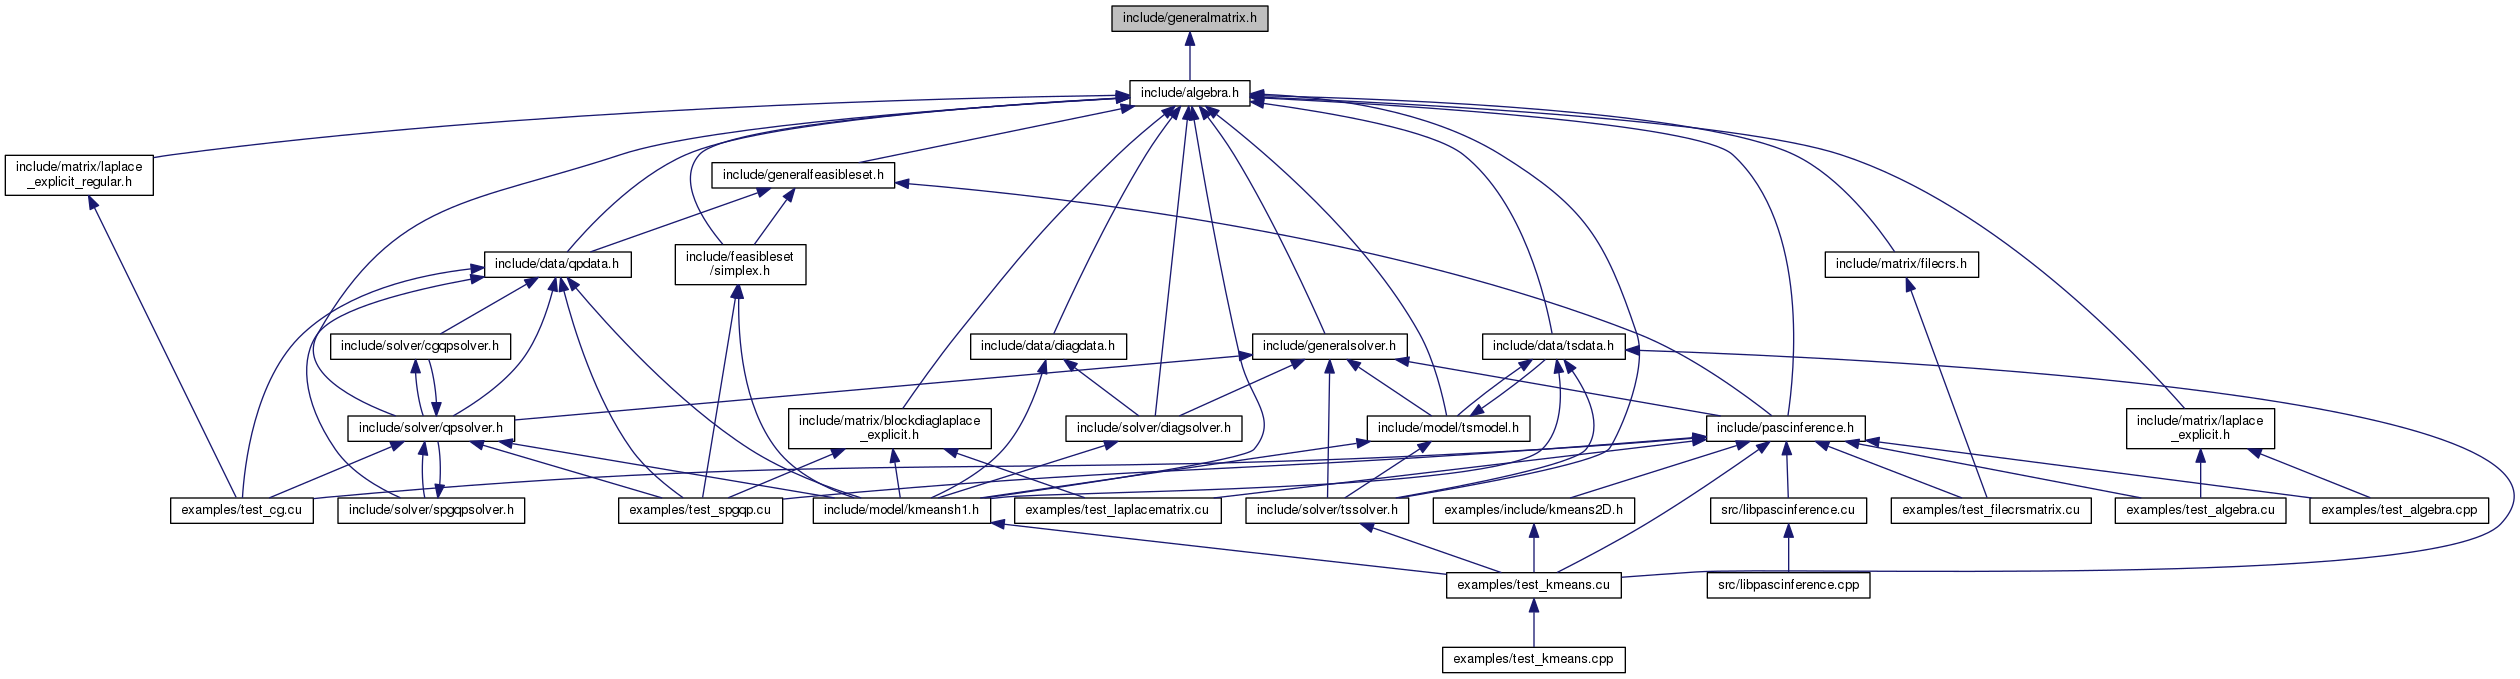 include/generalmatrix.h
include/algebra.h
include/matrix/laplace
_explicit_regular.h
include/generalfeasibleset.h
include/data/qpdata.h
include/feasibleset
/simplex.h
include/matrix/filecrs.h
include/solver/cgqpsolver.h
include/data/diagdata.h
include/generalsolver.h
include/data/tsdata.h
include/solver/qpsolver.h
include/matrix/blockdiaglaplace
_explicit.h
include/solver/diagsolver.h
include/model/tsmodel.h
include/pascinference.h
include/matrix/laplace
_explicit.h
examples/test_cg.cu
include/solver/spgqpsolver.h
examples/test_spgqp.cu
include/model/kmeansh1.h
examples/test_laplacematrix.cu
include/solver/tssolver.h
examples/include/kmeans2D.h
src/libpascinference.cu
examples/test_filecrsmatrix.cu
examples/test_algebra.cu
examples/test_algebra.cpp
examples/test_kmeans.cu
src/libpascinference.cpp
examples/test_kmeans.cpp